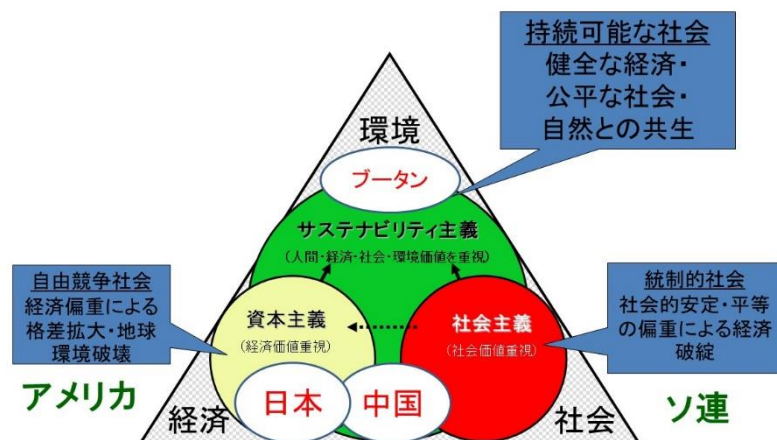 持続可能な社会
健全な経済・
公平な社会・
自然との共生
環境
ブータン
サステナビリティ主義
(人間・経済・社会・環境価値を重視)
自由競争社会
経済偏重による
格差拡大・地球
環境破壊
資本主義
(経済価値重視)
社会主義
(社会価値重視)
統制的社会
社会的安定・平等
の偏重による経済
破綻
アメリカ
経済
日本
中国
社会
ソ連